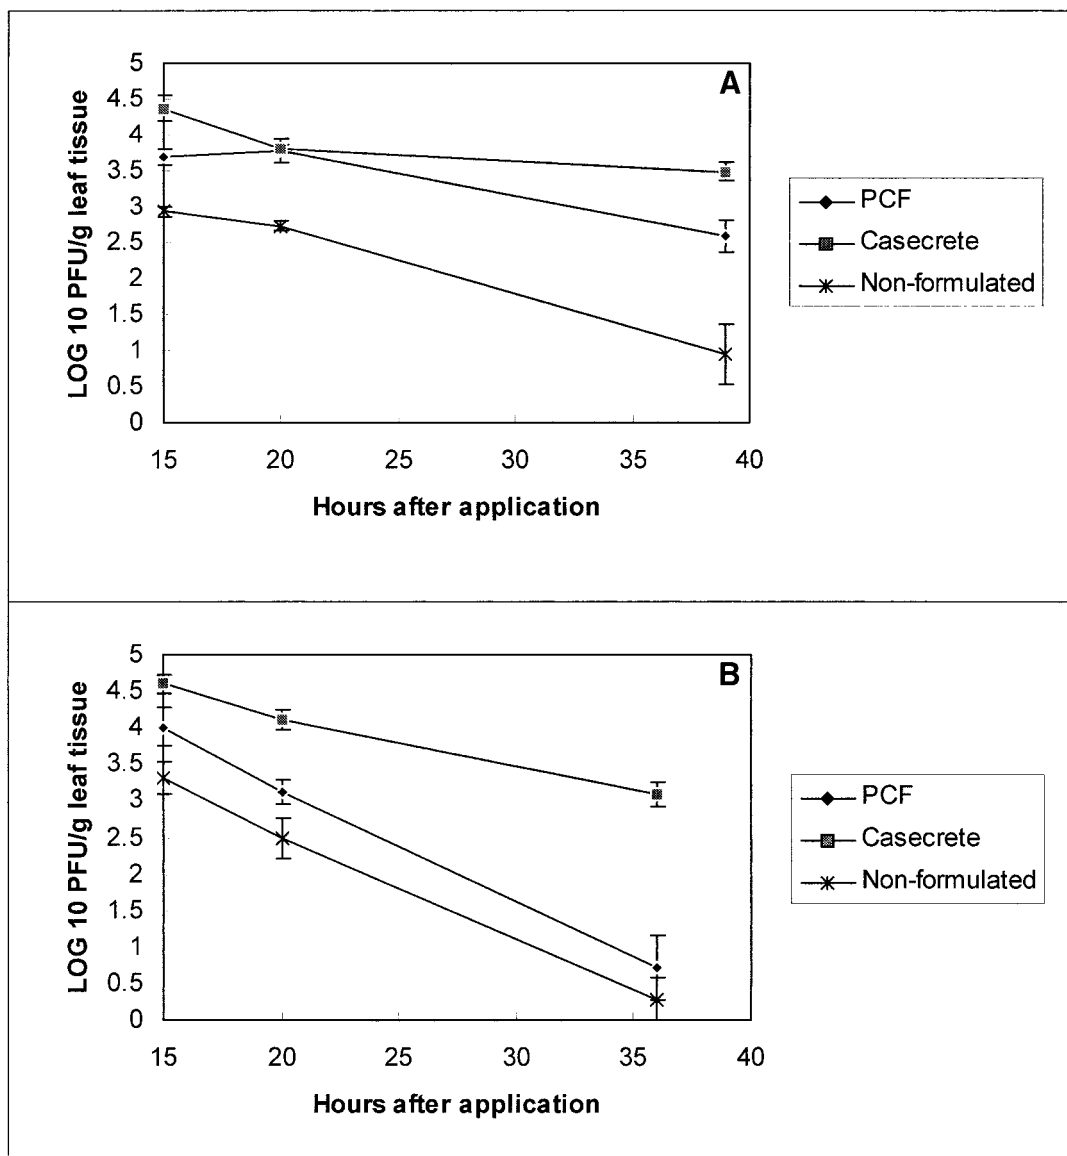 A
LOG 10 PFU/g leaf tissue
5
4.5
4
3.5
3
2.5
2
1.5
1
0.5
0
15 20 25 30 35 40
Hours after application
PCF
Casecrete
Non-formulated
B
LOG 10 PFU/g leaf tissue
5
4.5
4
3.5
3
2.5
2
1.5
1
0.5
0
15 20 25 30 35 40
Hours after application
PCF
Casecrete
Non-formulated